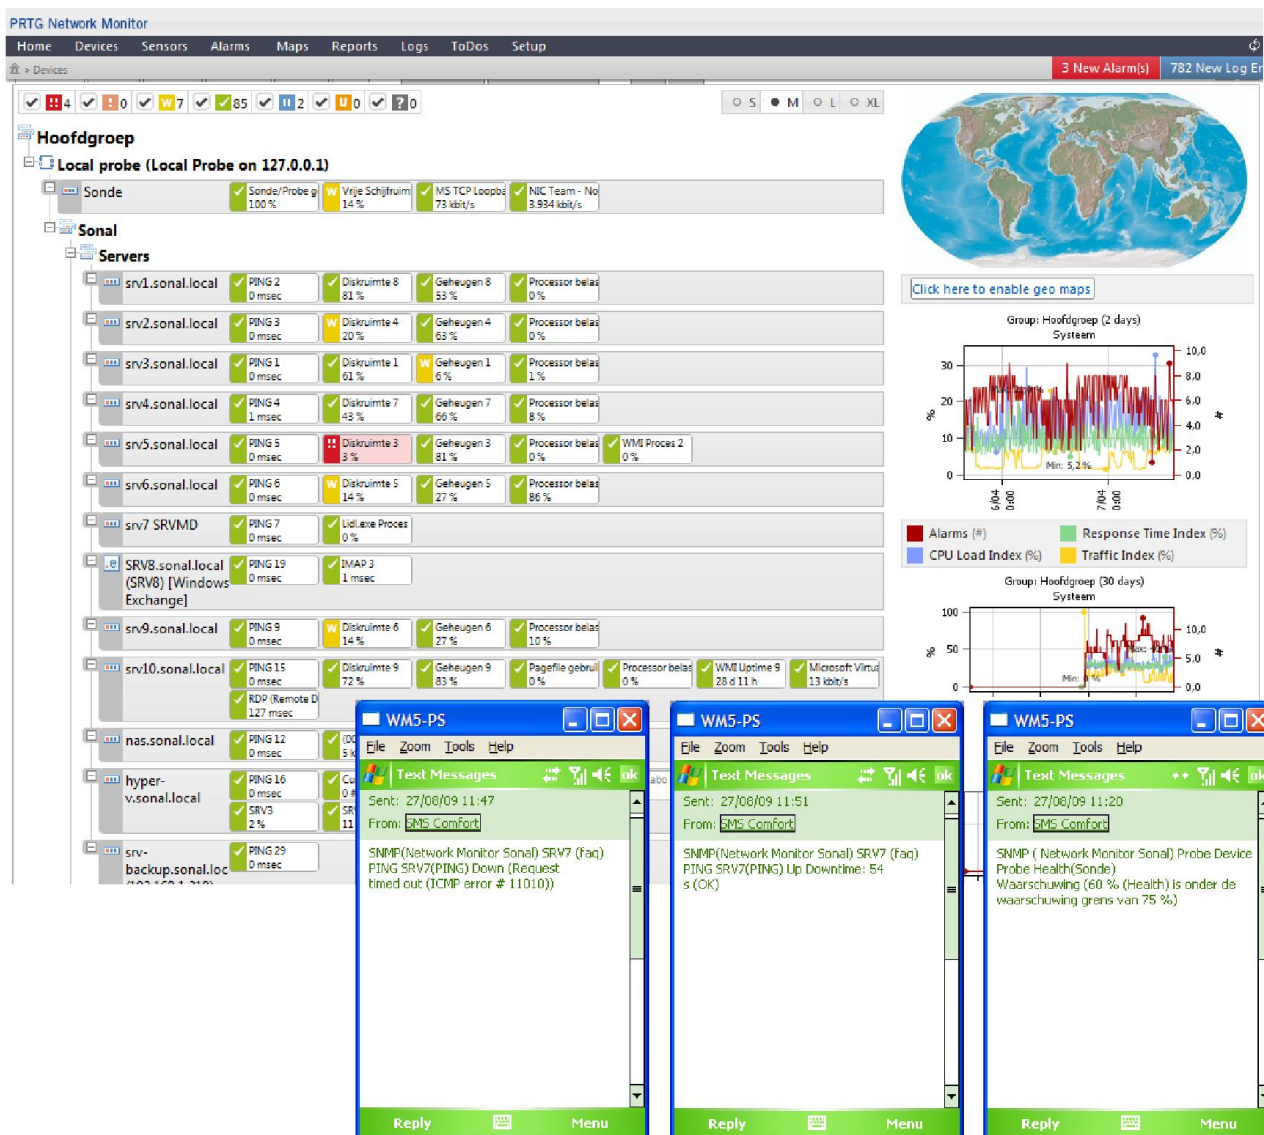 PRTG Network Monitor
Home Devices Sensors Alarms Maps Reports Logs ToDos Setup
> Devices 3 New Alarm(s) 782 New Log En
!! 4 ! 0 W 7 85 II 2 U 0 ? 0 S M L XL
Hoofdgroep
Local probe (Local Probe on 127.0.0.1)
Sonde
Sonde/Probe g
100 %
W Vrije Schijfruim
14 %
MS TCP Loopba
73 kbit/s
NIC Team - No
3.934 kbit/s
Sonal
Servers
srv1.sonal.local
PING 2
0 msec
Diskruimte 8
81 %
Geheugen 8
53 %
Processor belas
0 %
srv2.sonal.local
PING 3
0 msec
W Diskruimte 4
20 %
Geheugen 4
63 %
Processor belas
0 %
srv3.sonal.local
PING 1
0 msec
Diskruimte 1
61 %
W Geheugen 1
6 %
Processor belas
1 %
srv4.sonal.local
PING 4
1 msec
Diskruimte 7
43 %
Geheugen 7
66 %
Processor belas
8 %
srv5.sonal.local
PING 5
0 msec
!! Diskruimte 3
3 %
Geheugen 3
81 %
Processor belas
0 %
WMI Proces 2
0 %
srv6.sonal.local
PING 6
0 msec
W Diskruimte 5
14 %
Geheugen 5
27 %
Processor belas
86 %
srv7 SRVMD
PING 7
0 msec
Lidl.exe Proces
0 %
SRV8.sonal.local
(SRV8) [Windows
Exchange]
PING 19
0 msec
IMAP 3
1 msec
srv9.sonal.local
PING 9
0 msec
W Diskruimte 6
14 %
Geheugen 6
27 %
Processor belas
10 %
srv10.sonal.local
PING 15
0 msec
Diskruimte 9
72 %
Geheugen 9
83 %
Pagefile gebruil
0 %
Processor belas
0 %
WMI Uptime 9
28 d 11 h
Microsoft Virtua
13 kbit/s
RDP (Remote D
127 msec
nas.sonal.local
PING 12
0 msec
(00
5 k
hyper-
v.sonal.local
PING 16
0 msec
Cu
0 #
abo
SRV3
2 %
SR
11
srv-
backup.sonal.loc
PING 29
0 msec
Click here to enable geo maps
Group: Hoofdgroep (2 days)
Systeem
30
20
10
0
%
10,0
8,0
6,0
4,0
2,0
0,0
#
Min: 5,2 %
6/04
0:00
7/04
0:00
Alarms (#) Response Time Index (%)
CPU Load Index (%) Traffic Index (%)
Group: Hoofdgroep (30 days)
Systeem
100
50
0
%
10,0
5,0
0,0
#
WM5-PS
File Zoom Tools Help
Text Messages ok
Sent: 27/08/09 11:47
From: SMS Comfort
SNMP(Network Monitor Sonal) SRV7 (faq)
PING SRV7(PING) Down (Request
timed out (ICMP error # 11010))
Reply Menu
WM5-PS
File Zoom Tools Help
Text Messages ok
Sent: 27/08/09 11:51
From: SMS Comfort
SNMP(Network Monitor Sonal) SRV7 (faq)
PING SRV7(PING) Up Downtime: 54
s (OK)
Reply Menu
WM5-PS
File Zoom Tools Help
Text Messages ok
Sent: 27/08/09 11:20
From: SMS Comfort
SNMP ( Network Monitor Sonal) Probe Device
Probe Health(Sonde)
Waarschuwing (60 % (Health) is onder de
waarschuwing grens van 75 %)
Reply Menu